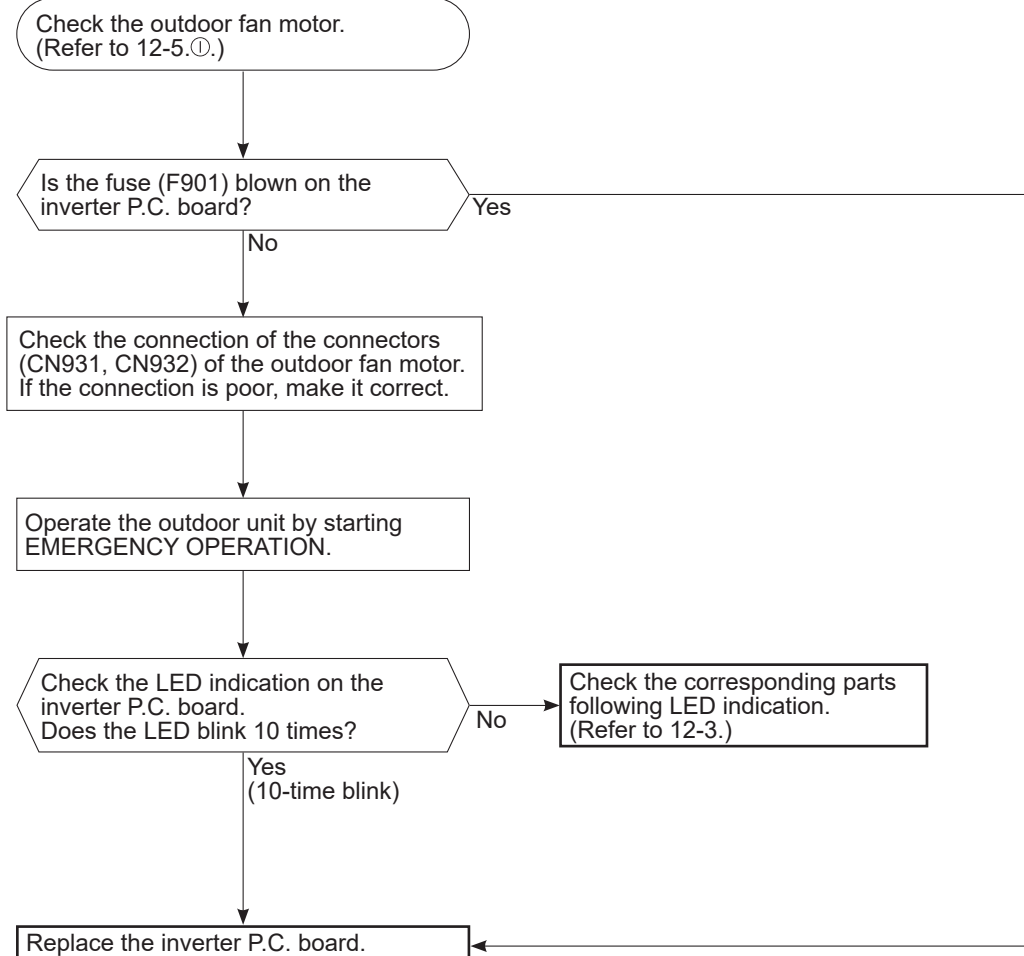 Check the outdoor fan motor.
(Refer to 12-5.Ⓘ.)
Is the fuse (F901) blown on the
inverter P.C. board?
Yes
No
Check the connection of the connectors
(CN931, CN932) of the outdoor fan motor.
If the connection is poor, make it correct.
Operate the outdoor unit by starting
EMERGENCY OPERATION.
Check the LED indication on the
inverter P.C. board.
Does the LED blink 10 times?
No
Check the corresponding parts
following LED indication.
(Refer to 12-3.)
Yes
(10-time blink)
Replace the inverter P.C. board.